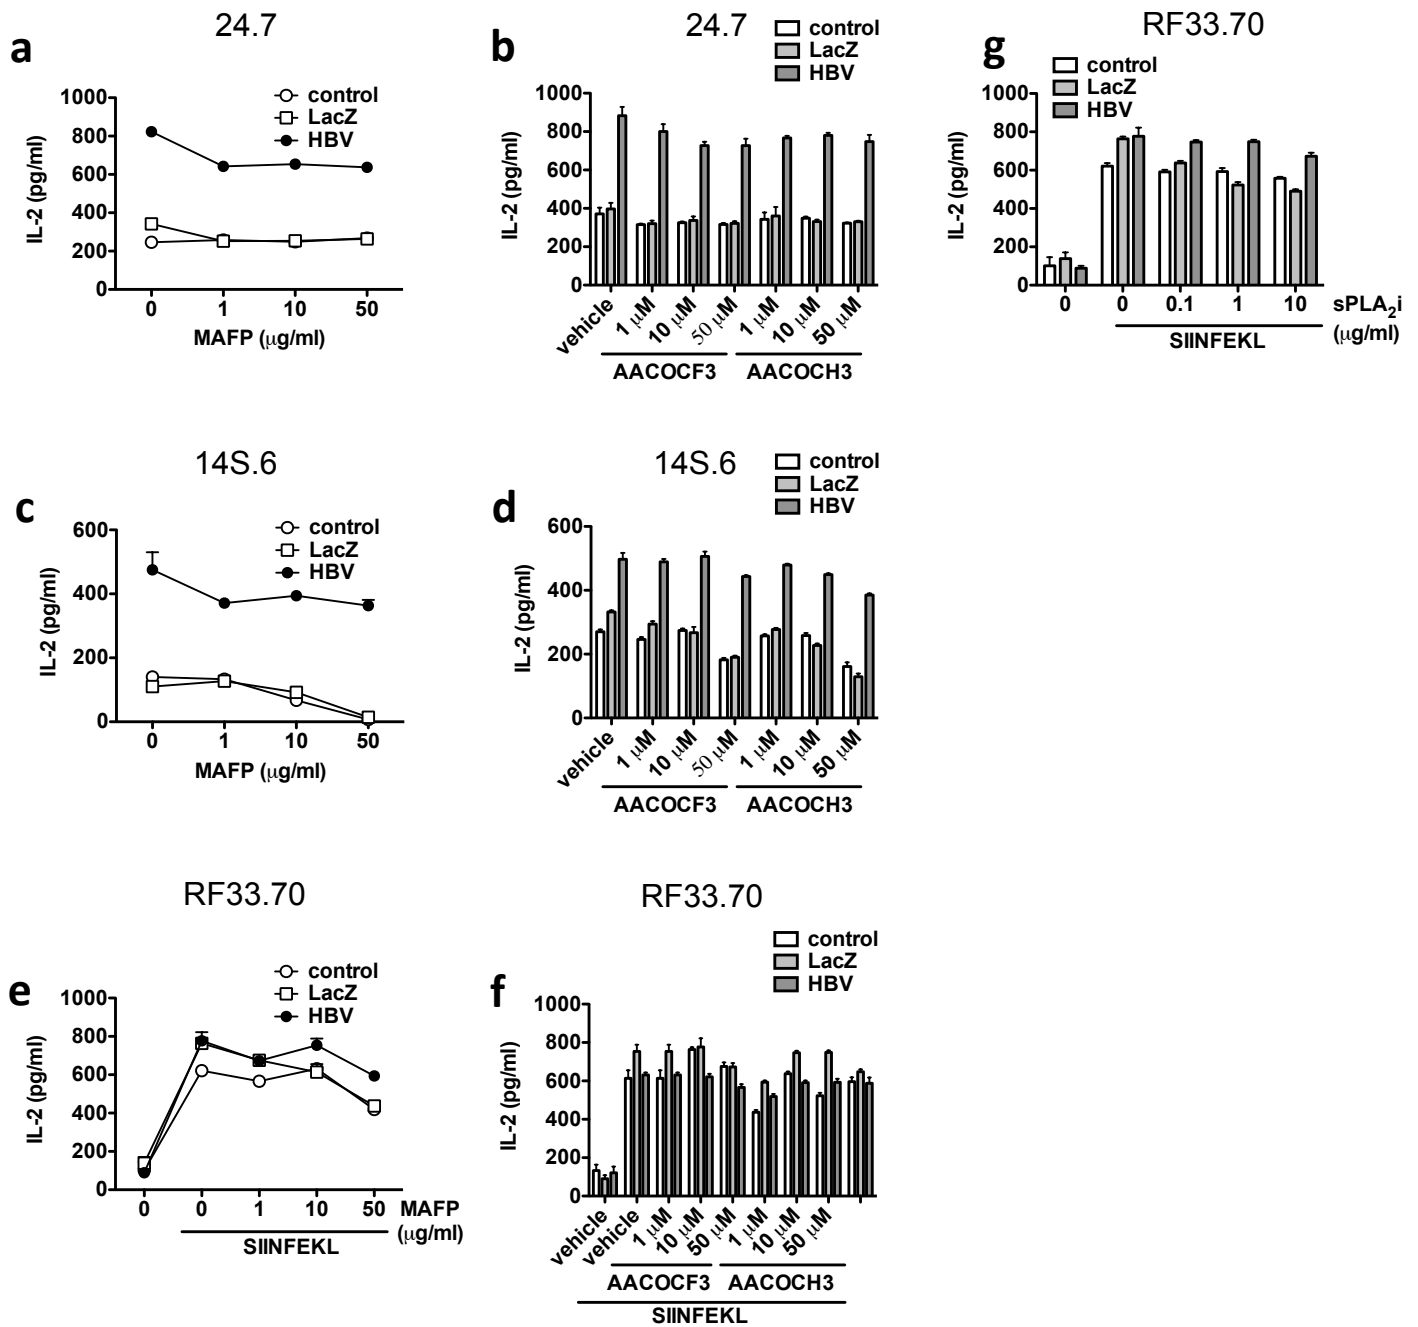 a
24.7
control
LacZ
HBV
IL-2 (pg/ml)
1000
800
600
400
200
0
0 1 10 50
MAFP (μg/ml)
b
24.7
control
LacZ
HBV
IL-2 (pg/ml)
1000
800
600
400
200
0
vehicle 1 μM 10 μM 50 μM 1 μM 10 μM 50 μM
AACOCF3 AACOCH3
g
RF33.70
control
LacZ
HBV
IL-2 (pg/ml)
1000
800
600
400
200
0
0 0 0.1 1 10 sPLA₂i
(μg/ml)
SIINFEKL
c
14S.6
control
LacZ
HBV
IL-2 (pg/ml)
600
400
200
0
0 1 10 50
MAFP (μg/ml)
d
14S.6
control
LacZ
HBV
IL-2 (pg/ml)
600
400
200
0
vehicle 1 μM 10 μM 50 μM 1 μM 10 μM 50 μM
AACOCF3 AACOCH3
e
RF33.70
control
LacZ
HBV
IL-2 (pg/ml)
1000
800
600
400
200
0
0 0 1 10 50 MAFP
(μg/ml)
SIINFEKL
f
RF33.70
control
LacZ
HBV
IL-2 (pg/ml)
1000
800
600
400
200
0
vehicle vehicle 1 μM 10 μM 50 μM 1 μM 10 μM 50 μM
AACOCF3 AACOCH3
SIINFEKL